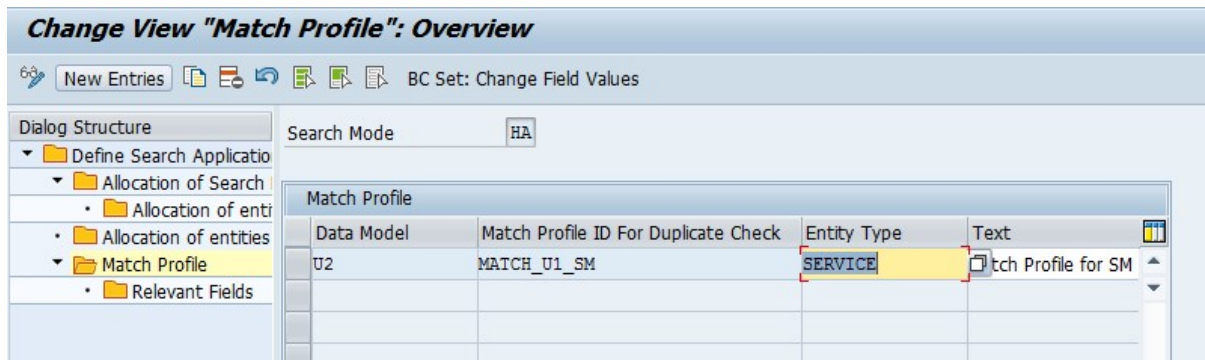 Change View "Match Profile": Overview
New Entries BC Set: Change Field Values
Dialog Structure
Define Search Applicatio
Allocation of Search
Allocation of enti
Allocation of entities
Match Profile
Relevant Fields
Search Mode HA
Match Profile
Data Model Match Profile ID For Duplicate Check Entity Type Text
U2 MATCH_U1_SM SERVICE tch Profile for SM